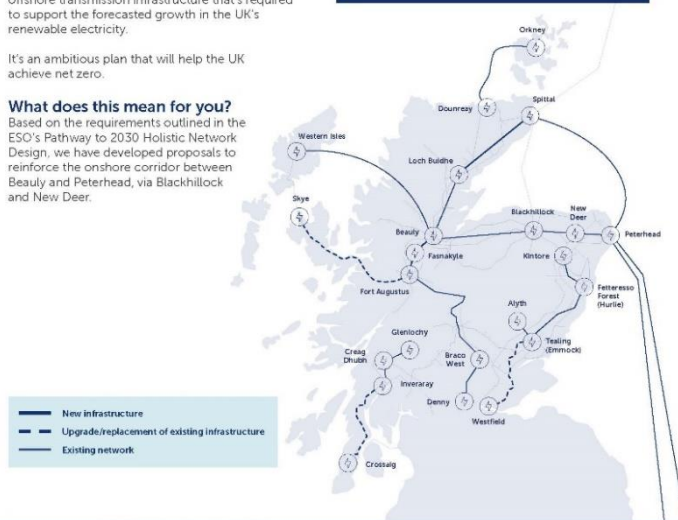 offshore transmission infrastructure that's required
to support the forecasted growth in the UK's
renewable electricity.
It's an ambitious plan that will help the UK
achieve net zero.
What does this mean for you?
Based on the requirements outlined in the
ESO's Pathway to 2030 Holistic Network
Design, we have developed proposals to
reinforce the onshore corridor between
Beauly and Peterhead, via Blackhillock
and New Deer.
Orkney
Dounreay
Spittal
Western Isles
Loch Buidhe
Skye
Beauly
Blackhillock
New
Deer
Peterhead
Fasnakyle
Kintore
Fort Augustus
Fetteresso
Forest
(Hurlie)
Alyth
Glenlochy
Tealing
(Emmock)
Creag
Dhubh
Braco
West
Inveraray
Denny
Westfield
Crossaig
New infrastructure
Upgrade/replacement of existing infrastructure
Existing network